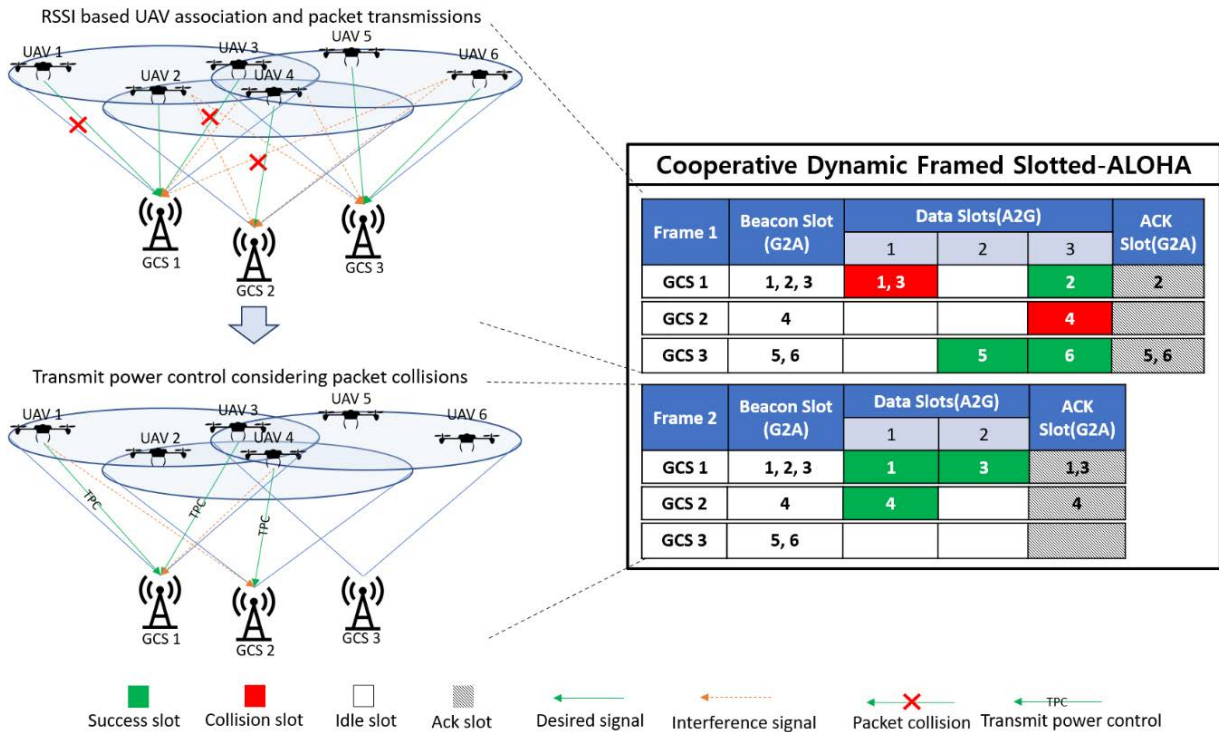 RSSI based UAV association and packet transmissions
UAV 1
UAV 2
UAV 3
UAV 4
UAV 5
UAV 6
GCS 1
GCS 2
GCS 3
Transmit power control considering packet collisions
UAV 1
UAV 2
UAV 3
UAV 4
UAV 5
UAV 6
TPC
TPC
TPC
GCS 1
GCS 2
GCS 3
Cooperative Dynamic Framed Slotted-ALOHA
Frame 1
Beacon Slot
(G2A)
Data Slots(A2G)
ACK
Slot(G2A)
1 2 3
GCS 1 1, 2, 3 1, 3 2 2
GCS 2 4 4
GCS 3 5, 6 5 6 5, 6
Frame 2
Beacon Slot
(G2A)
Data Slots(A2G)
ACK
Slot(G2A)
1 2
GCS 1 1, 2, 3 1 3 1,3
GCS 2 4 4 4
GCS 3 5, 6
Success slot
Collision slot
Idle slot
Ack slot
Desired signal
Interference signal
Packet collision
TPC
Transmit power control